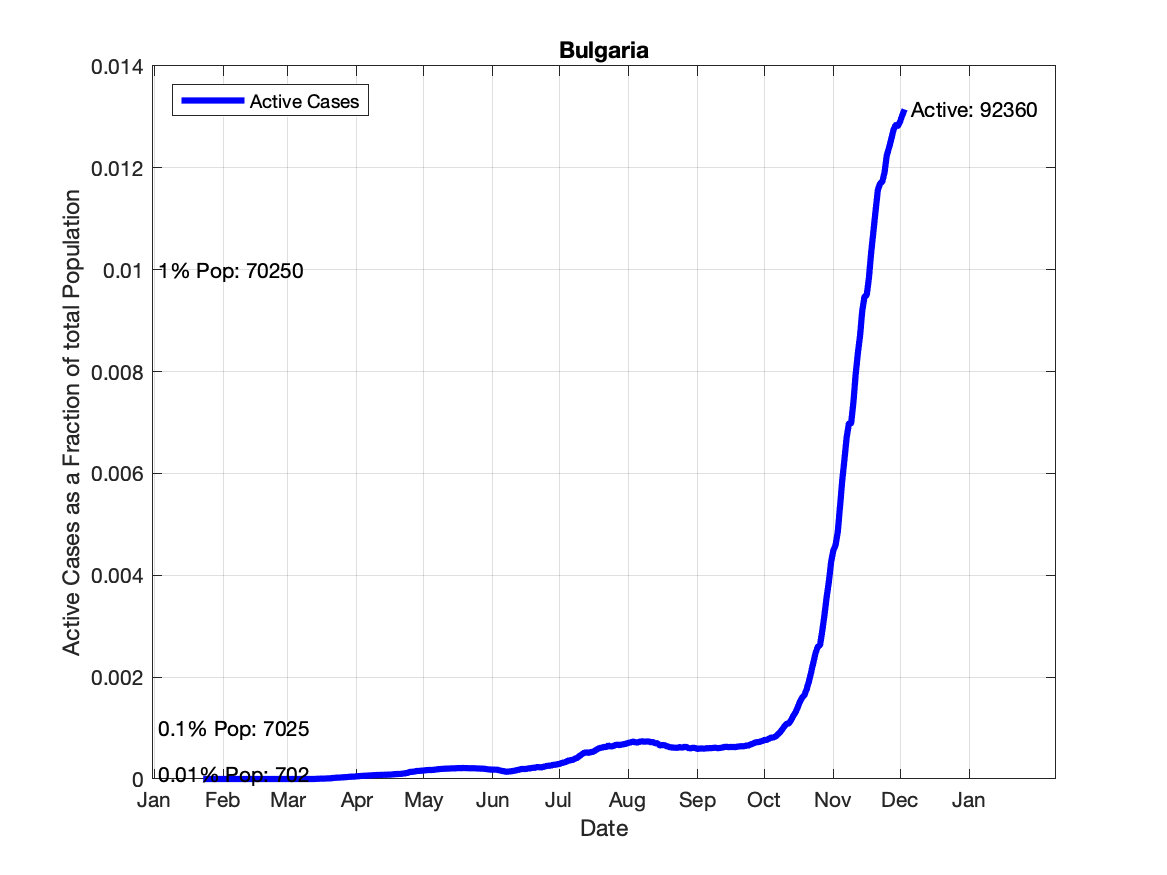 Bulgaria
0.014
Active Cases
Active: 92360
0.012
0.01
1% Pop: 70250
0.008
0.006
0.004
0.002
0.1% Pop: 7025
0
0.01% Pop: 702
Jan Feb Mar Apr May Jun Jul Aug Sep Oct Nov Dec Jan
Date
Active Cases as a Fraction of total Population